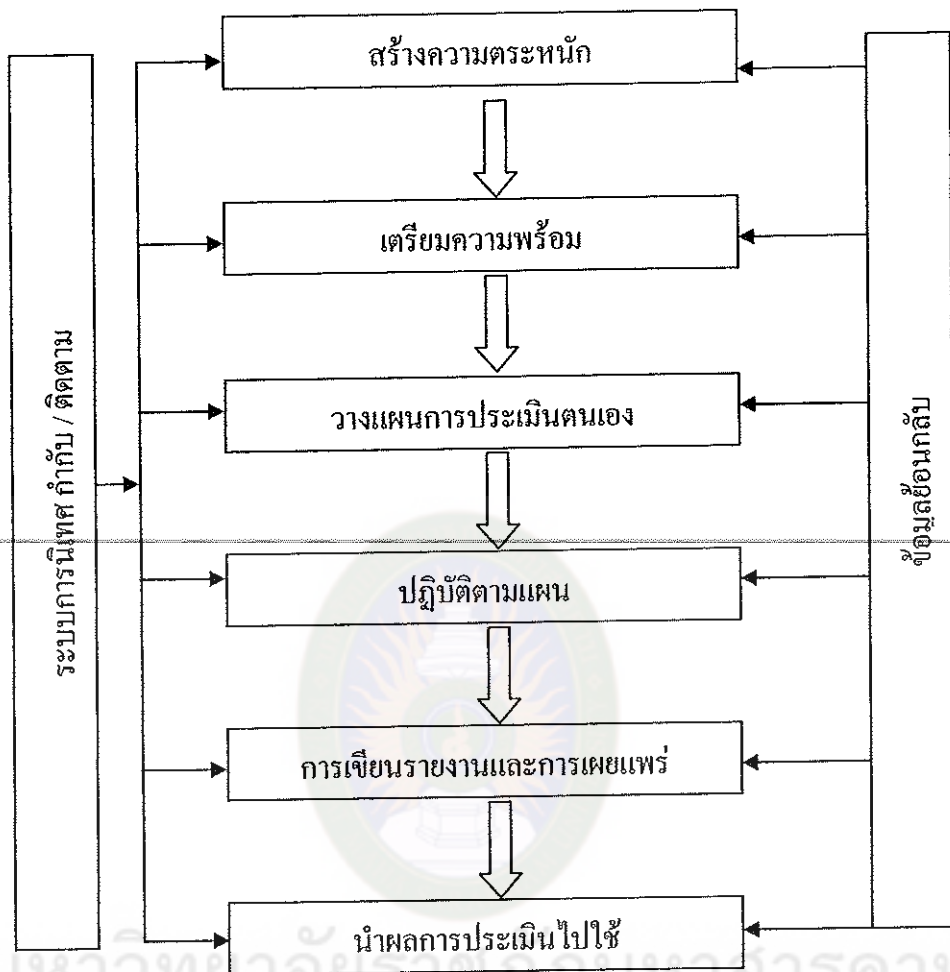 สร้างความตระหนัก
เตรียมความพร้อม
วางแผนการประเมินตนเอง
ปฏิบัติตามแผน
การเขียนรายงานและการเผยแพร่
นำผลการประเมินไปใช้
ระบบการนิเทศ กำกับ / ติดตาม
ข้อมูลย้อนกลับ